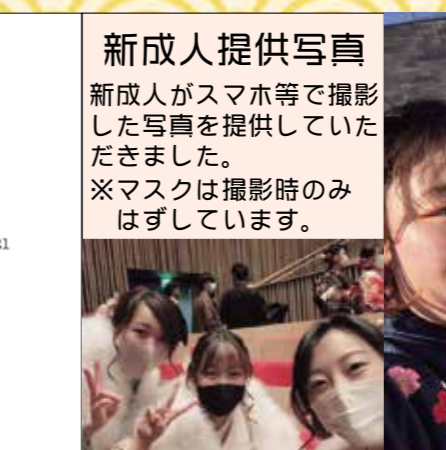 新成人提供写真
新成人がスマホ等で撮影
した写真を提供していた
だきました。
※マスクは撮影時のみ
はずしています。